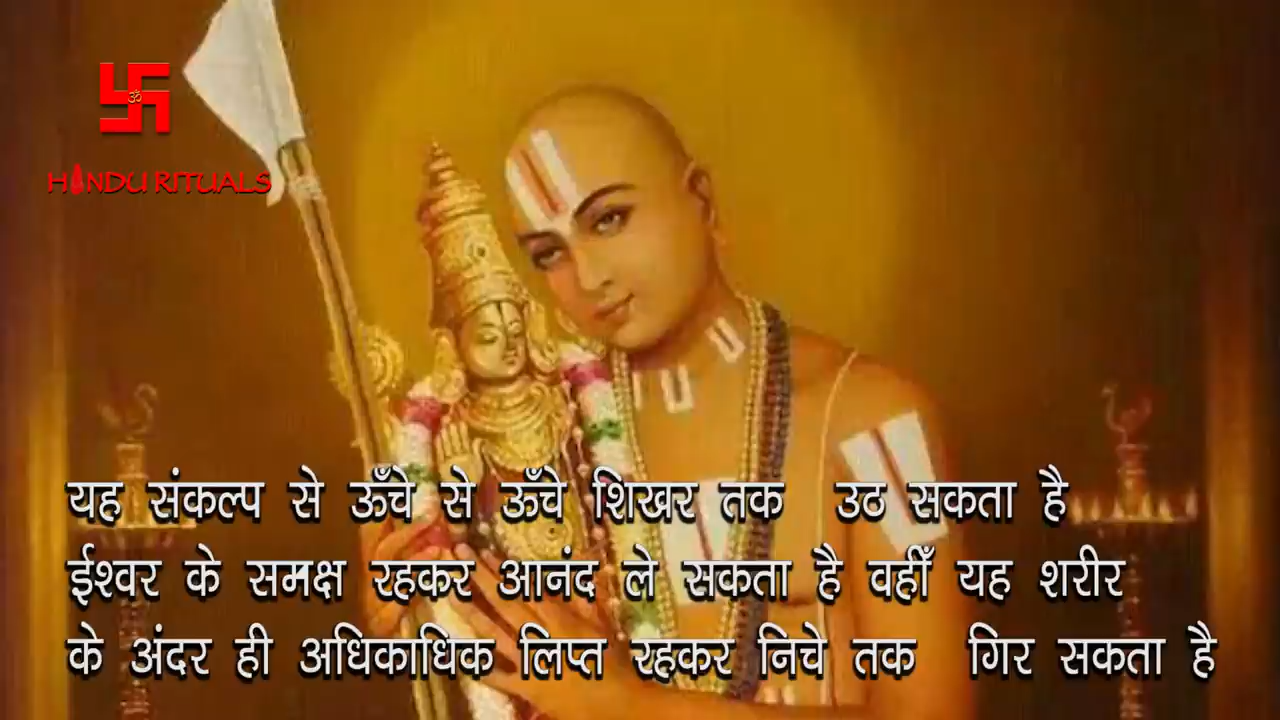 ॐ
HINDU RITUALS
यह संकल्प से ऊँचे से ऊँचे शिखर तक उठ सकता है
ईश्वर के समक्ष रहकर आनंद ले सकता है वहीँ यह शरीर
के अंदर ही अधिकाधिक लिप्त रहकर निचे तक गिर सकता है